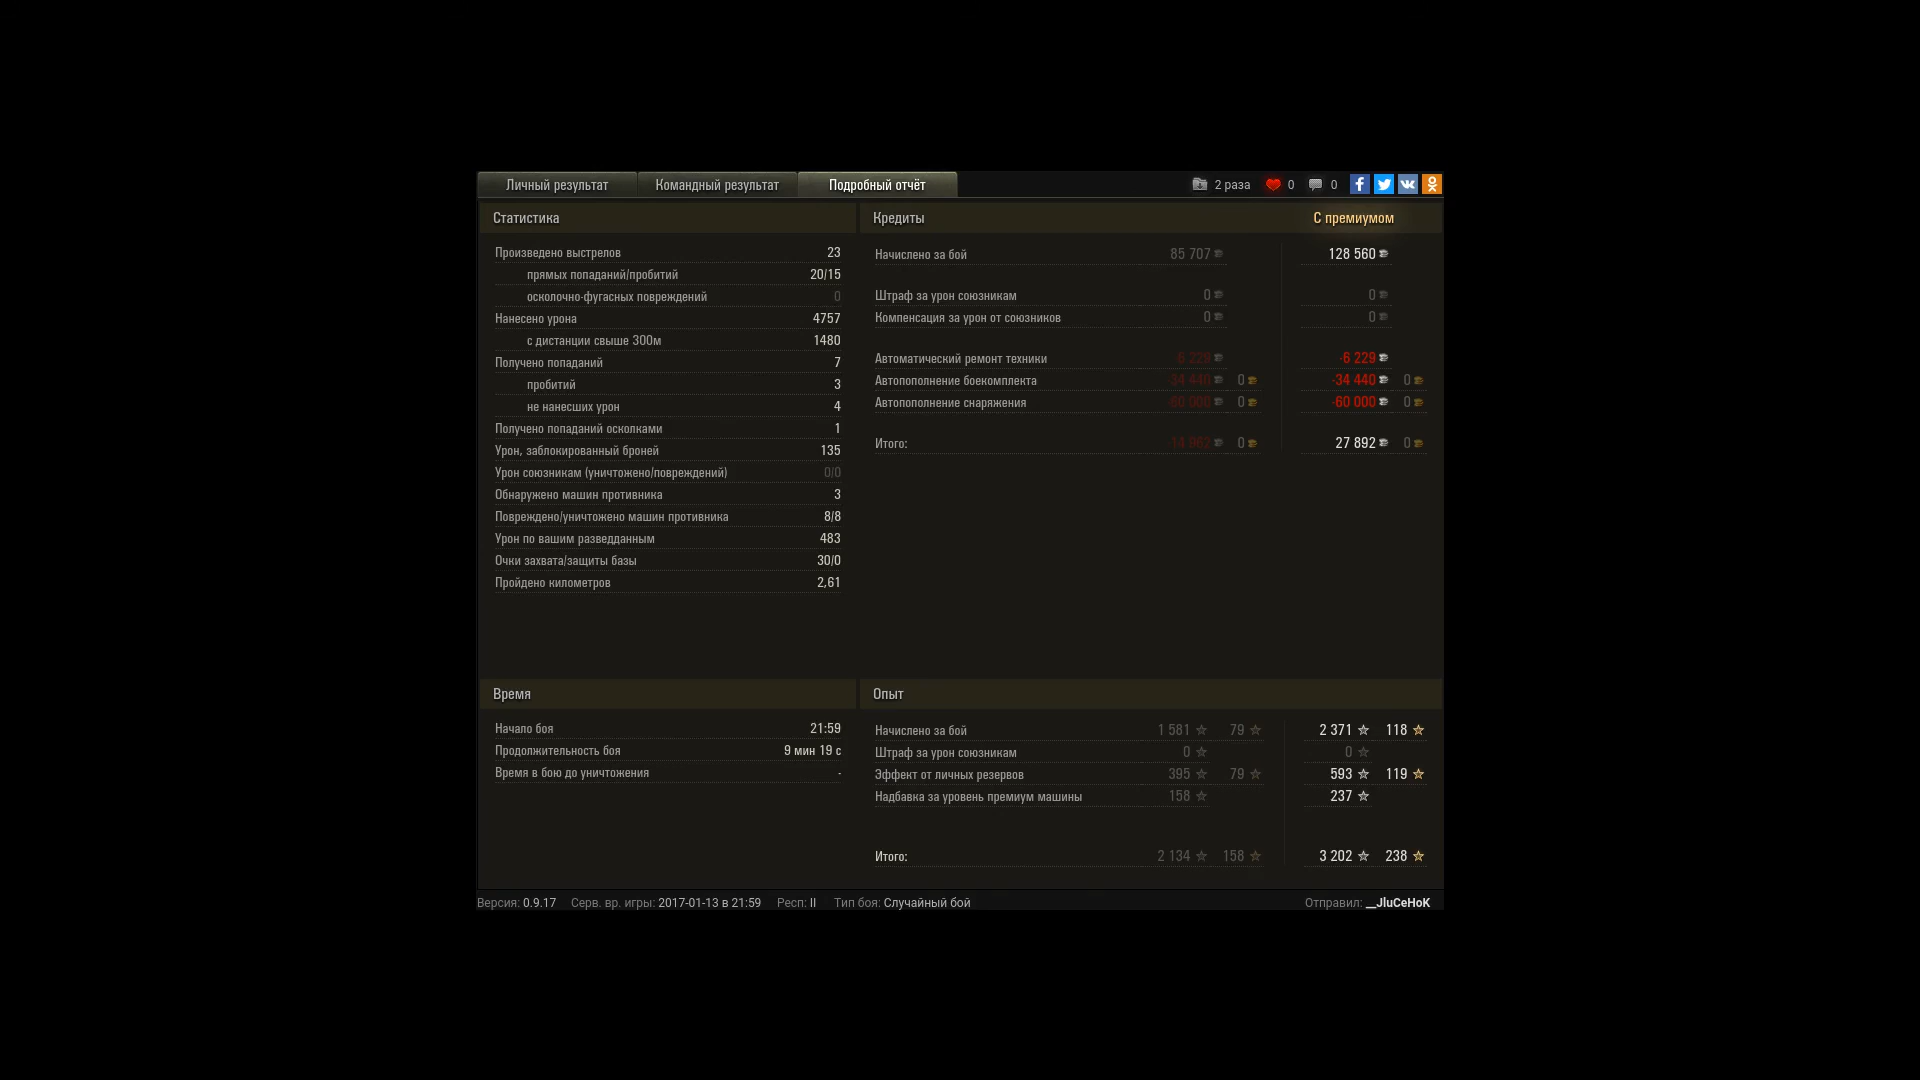 Личный результат Командный результат Подробный отчёт 2 раза 0 0
Статистика
Произведено выстрелов 23
прямых попаданий/пробитий 20/15
осколочно-фугасных повреждений 0
Нанесено урона 4757
с дистанции свыше 300м 1480
Получено попаданий 7
пробитий 3
не нанесших урон 4
Получено попаданий осколками 1
Урон, заблокированный броней 135
Урон союзникам (уничтожено/повреждений) 0/0
Обнаружено машин противника 3
Повреждено/уничтожено машин противника 8/8
Урон по вашим разведданным 483
Очки захвата/защиты базы 30/0
Пройдено километров 2,61
Кредиты С премиумом
Начислено за бой 85 707 128 560
Штраф за урон союзникам 0 0
Компенсация за урон от союзников 0 0
Автоматический ремонт техники -6 229 -6 229
Автопополнение боекомплекта -34 440 0 -34 440 0
Автопополнение снаряжения -60 000 0 -60 000 0
Итого: -14 962 0 27 892 0
Время
Начало боя 21:59
Продолжительность боя 9 мин 19 с
Время в бою до уничтожения -
Опыт
Начислено за бой 1 581 79 2 371 118
Штраф за урон союзникам 0 0
Эффект от личных резервов 395 79 593 119
Надбавка за уровень премиум машины 158 237
Итого: 2 134 158 3 202 238
Версия: 0.9.17 Серв. вр. игры: 2017-01-13 в 21:59 Респ: II Тип боя: Случайный бой Отправил: __JluCeHoK